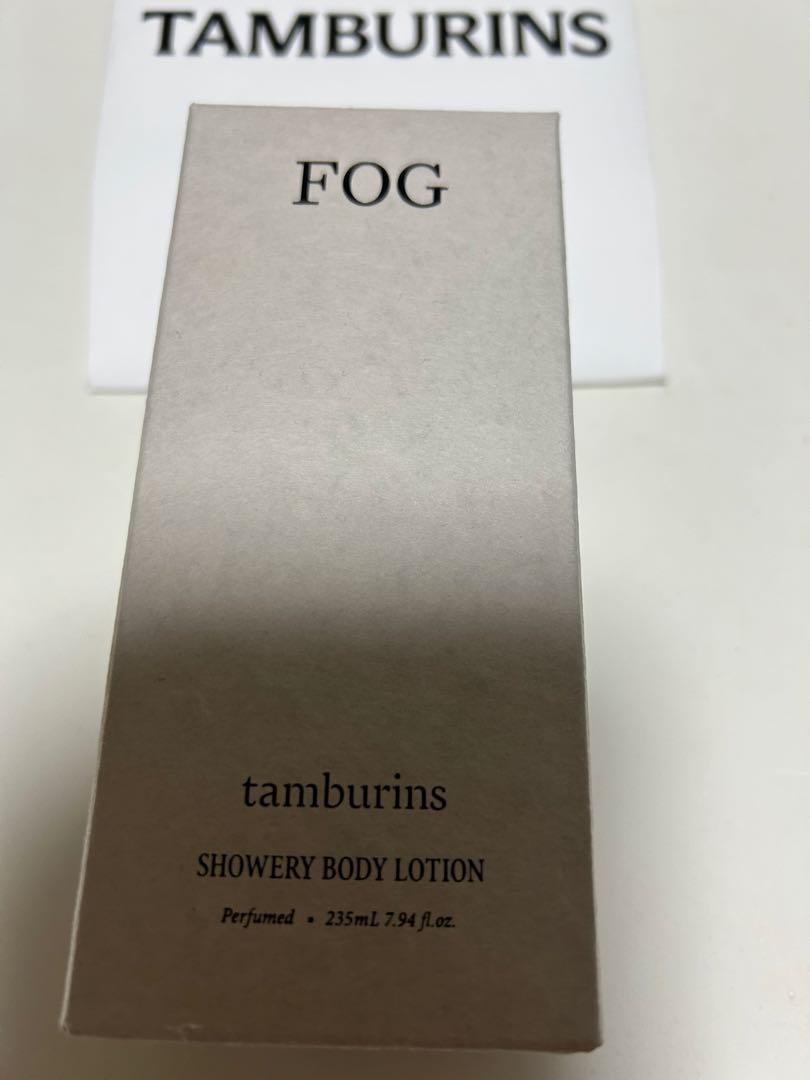 TAMBURINS
FOG
tamburins
SHOWERY BODY LOTION
Perfumed • 235mL 7.94 fl.oz.